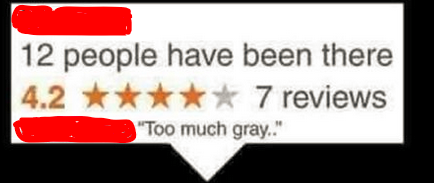 12 people have been there
4.2 ★★★★★ 7 reviews
"Too much gray.."